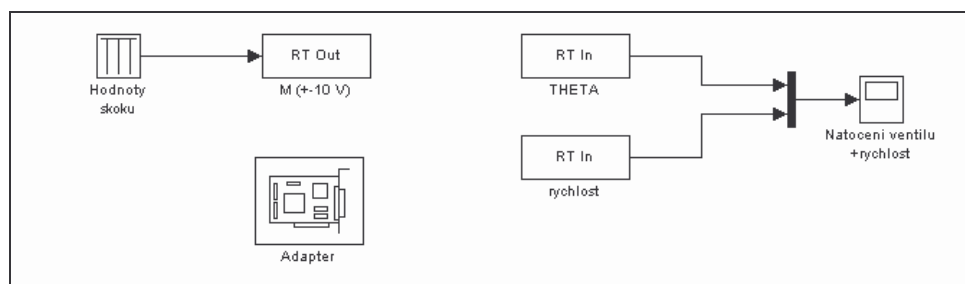 RT Out
M (+-10 V)
Hodnoty
skoku
RT In
THETA
RT In
rychlost
Natoceni ventilu
+rychlost
Adapter